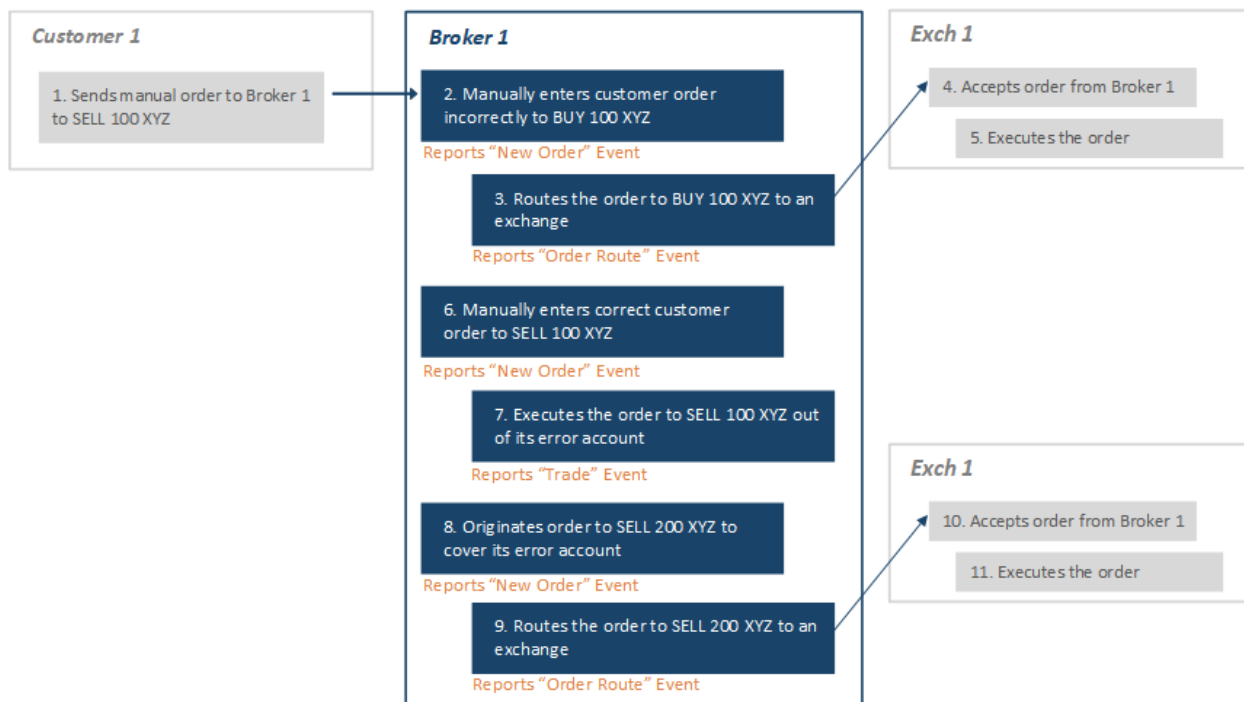 Customer 1
1. Sends manual order to Broker 1
to SELL 100 XYZ
Broker 1
2. Manually enters customer order
incorrectly to BUY 100 XYZ
Reports “New Order” Event
3. Routes the order to BUY 100 XYZ to an
exchange
Reports “Order Route” Event
Exch 1
4. Accepts order from Broker 1
5. Executes the order
6. Manually enters correct customer
order to SELL 100 XYZ
Reports “New Order” Event
7. Executes the order to SELL 100 XYZ out
of its error account
Reports “Trade” Event
8. Originates order to SELL 200 XYZ to
cover its error account
Reports “New Order” Event
9. Routes the order to SELL 200 XYZ to an
exchange
Reports “Order Route” Event
Exch 1
10. Accepts order from Broker 1
11. Executes the order